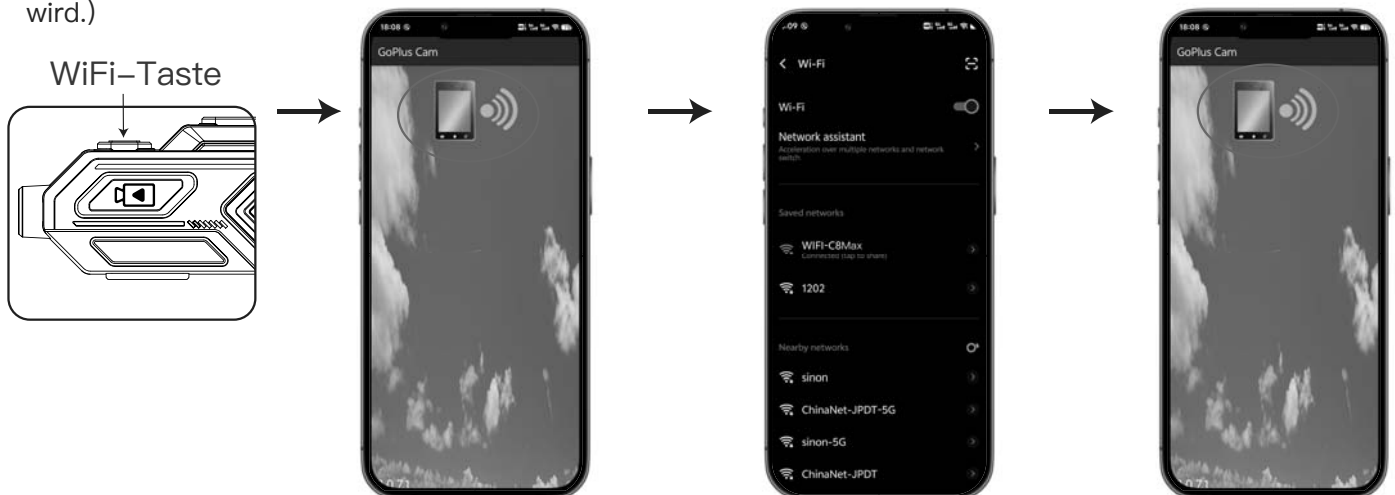 wird.)
WiFi-Taste
18:08
GoPlus Cam
:09
Wi-Fi
Wi-Fi
Network assistant
Acceleration over multiple networks and network
switch
Saved networks
WIFI-C8Max
Connected (tap to share)
1202
Nearby networks
sinon
ChinaNet-JPDT-5G
sinon-5G
ChinaNet-JPDT
18:08
GoPlus Cam